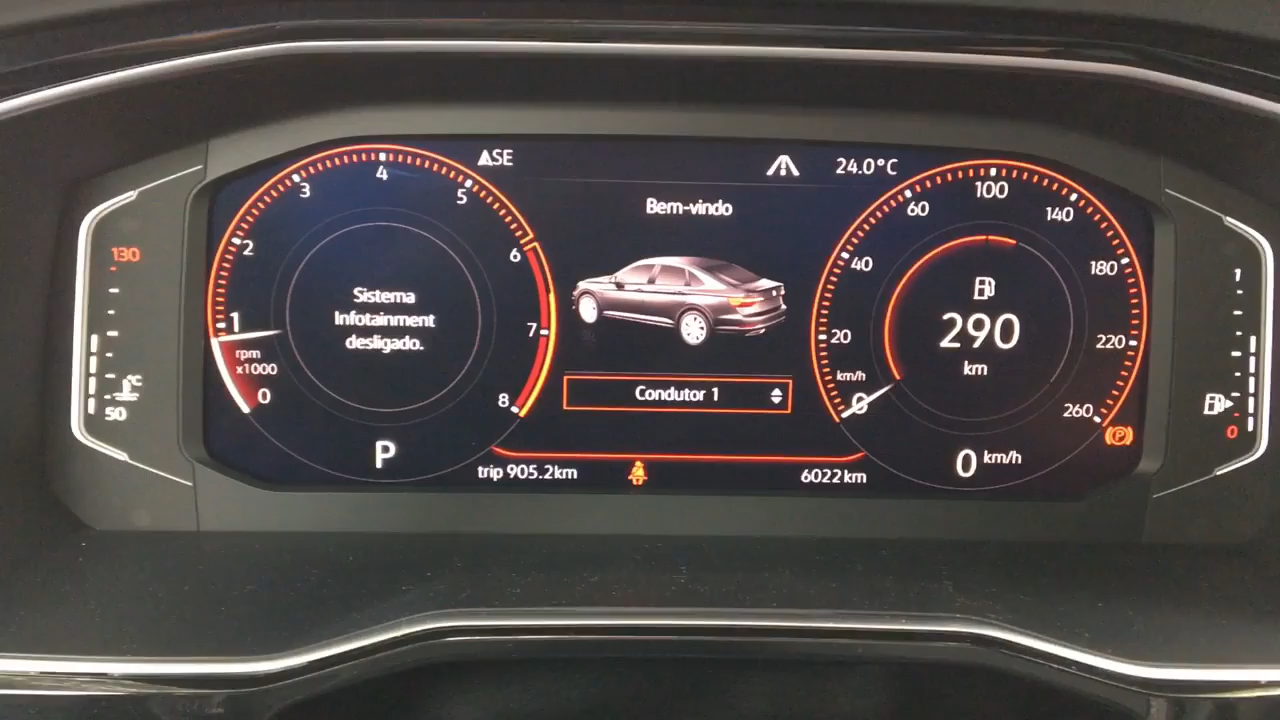 SE
24.0°C
Bem-vindo
Sistema
Infotainment
desligado.
Condutor 1
rpm
x1000
0
1
2
3
4
5
6
7
8
P
trip 905.2km
6022km
km/h
0
20
40
60
100
140
180
220
260
290
km
0 km/h
P
130
°C
50
1
0